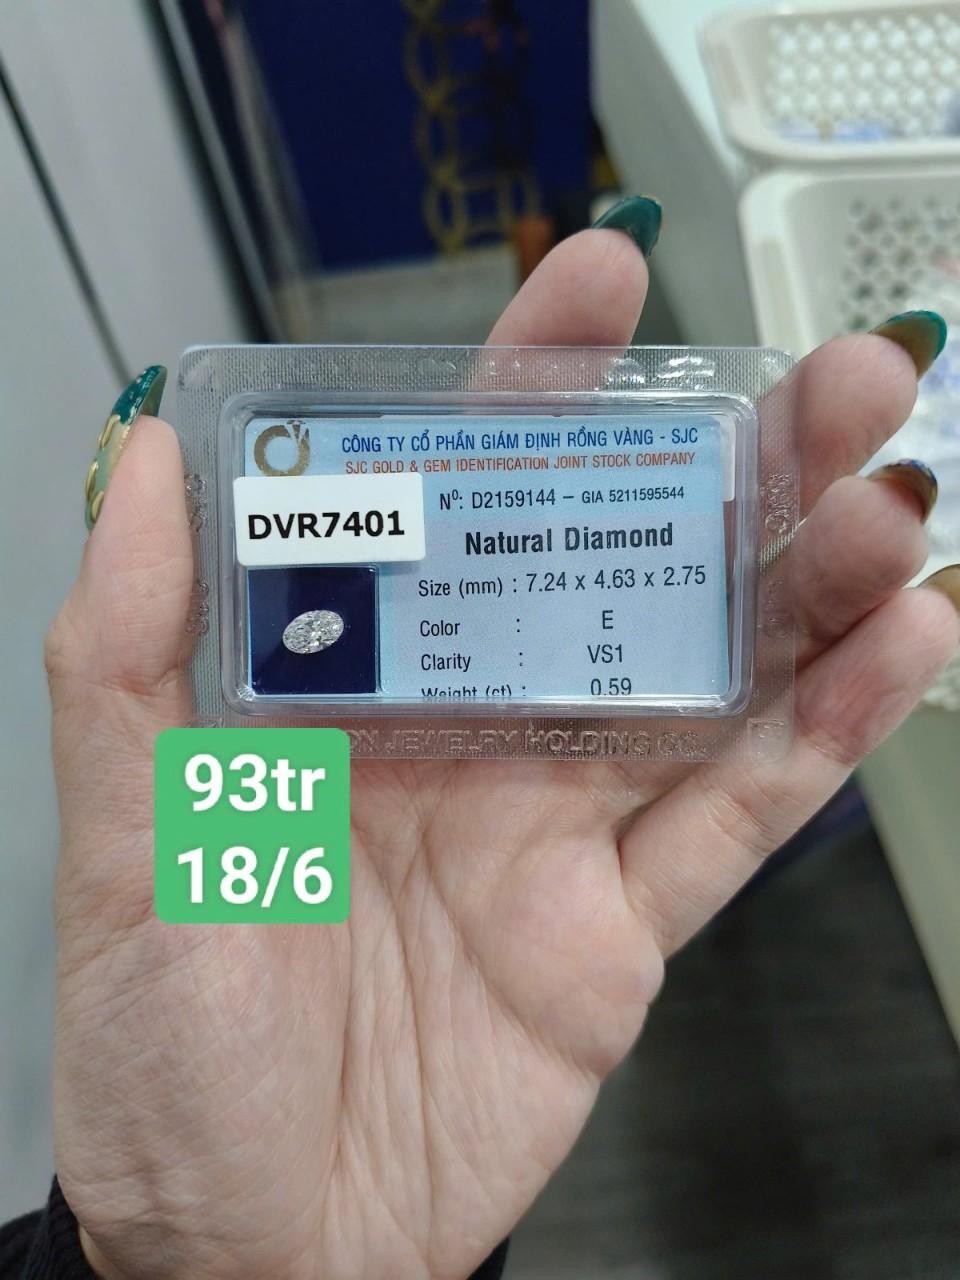 CÔNG TY CỔ PHẦN GIÁM ĐỊNH RỒNG VÀNG - SJC
SJC GOLD & GEM IDENTIFICATION JOINT STOCK COMPANY
Nº: D2159144 – GIA 5211595544
DVR7401
Natural Diamond
Size (mm) : 7.24 x 4.63 x 2.75
Color : E
Clarity : VS1
Weight (ct) : 0.59
JEWELRY HOLDING CO.
93tr
18/6